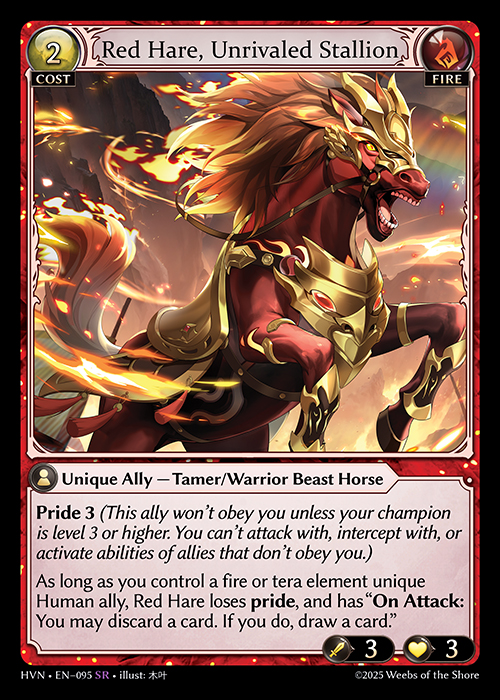 2
COST
Red Hare, Unrivaled Stallion
FIRE
Unique Ally — Tamer/Warrior Beast Horse
Pride 3 (This ally won't obey you unless your champion
is level 3 or higher. You can't attack with, intercept with, or
activate abilities of allies that don't obey you.)
As long as you control a fire or tera element unique
Human ally, Red Hare loses pride, and has “On Attack:
You may discard a card. If you do, draw a card.”
3
3
HVN • EN-095 SR • illust: 木叶
©2025 Weebs of the Shore